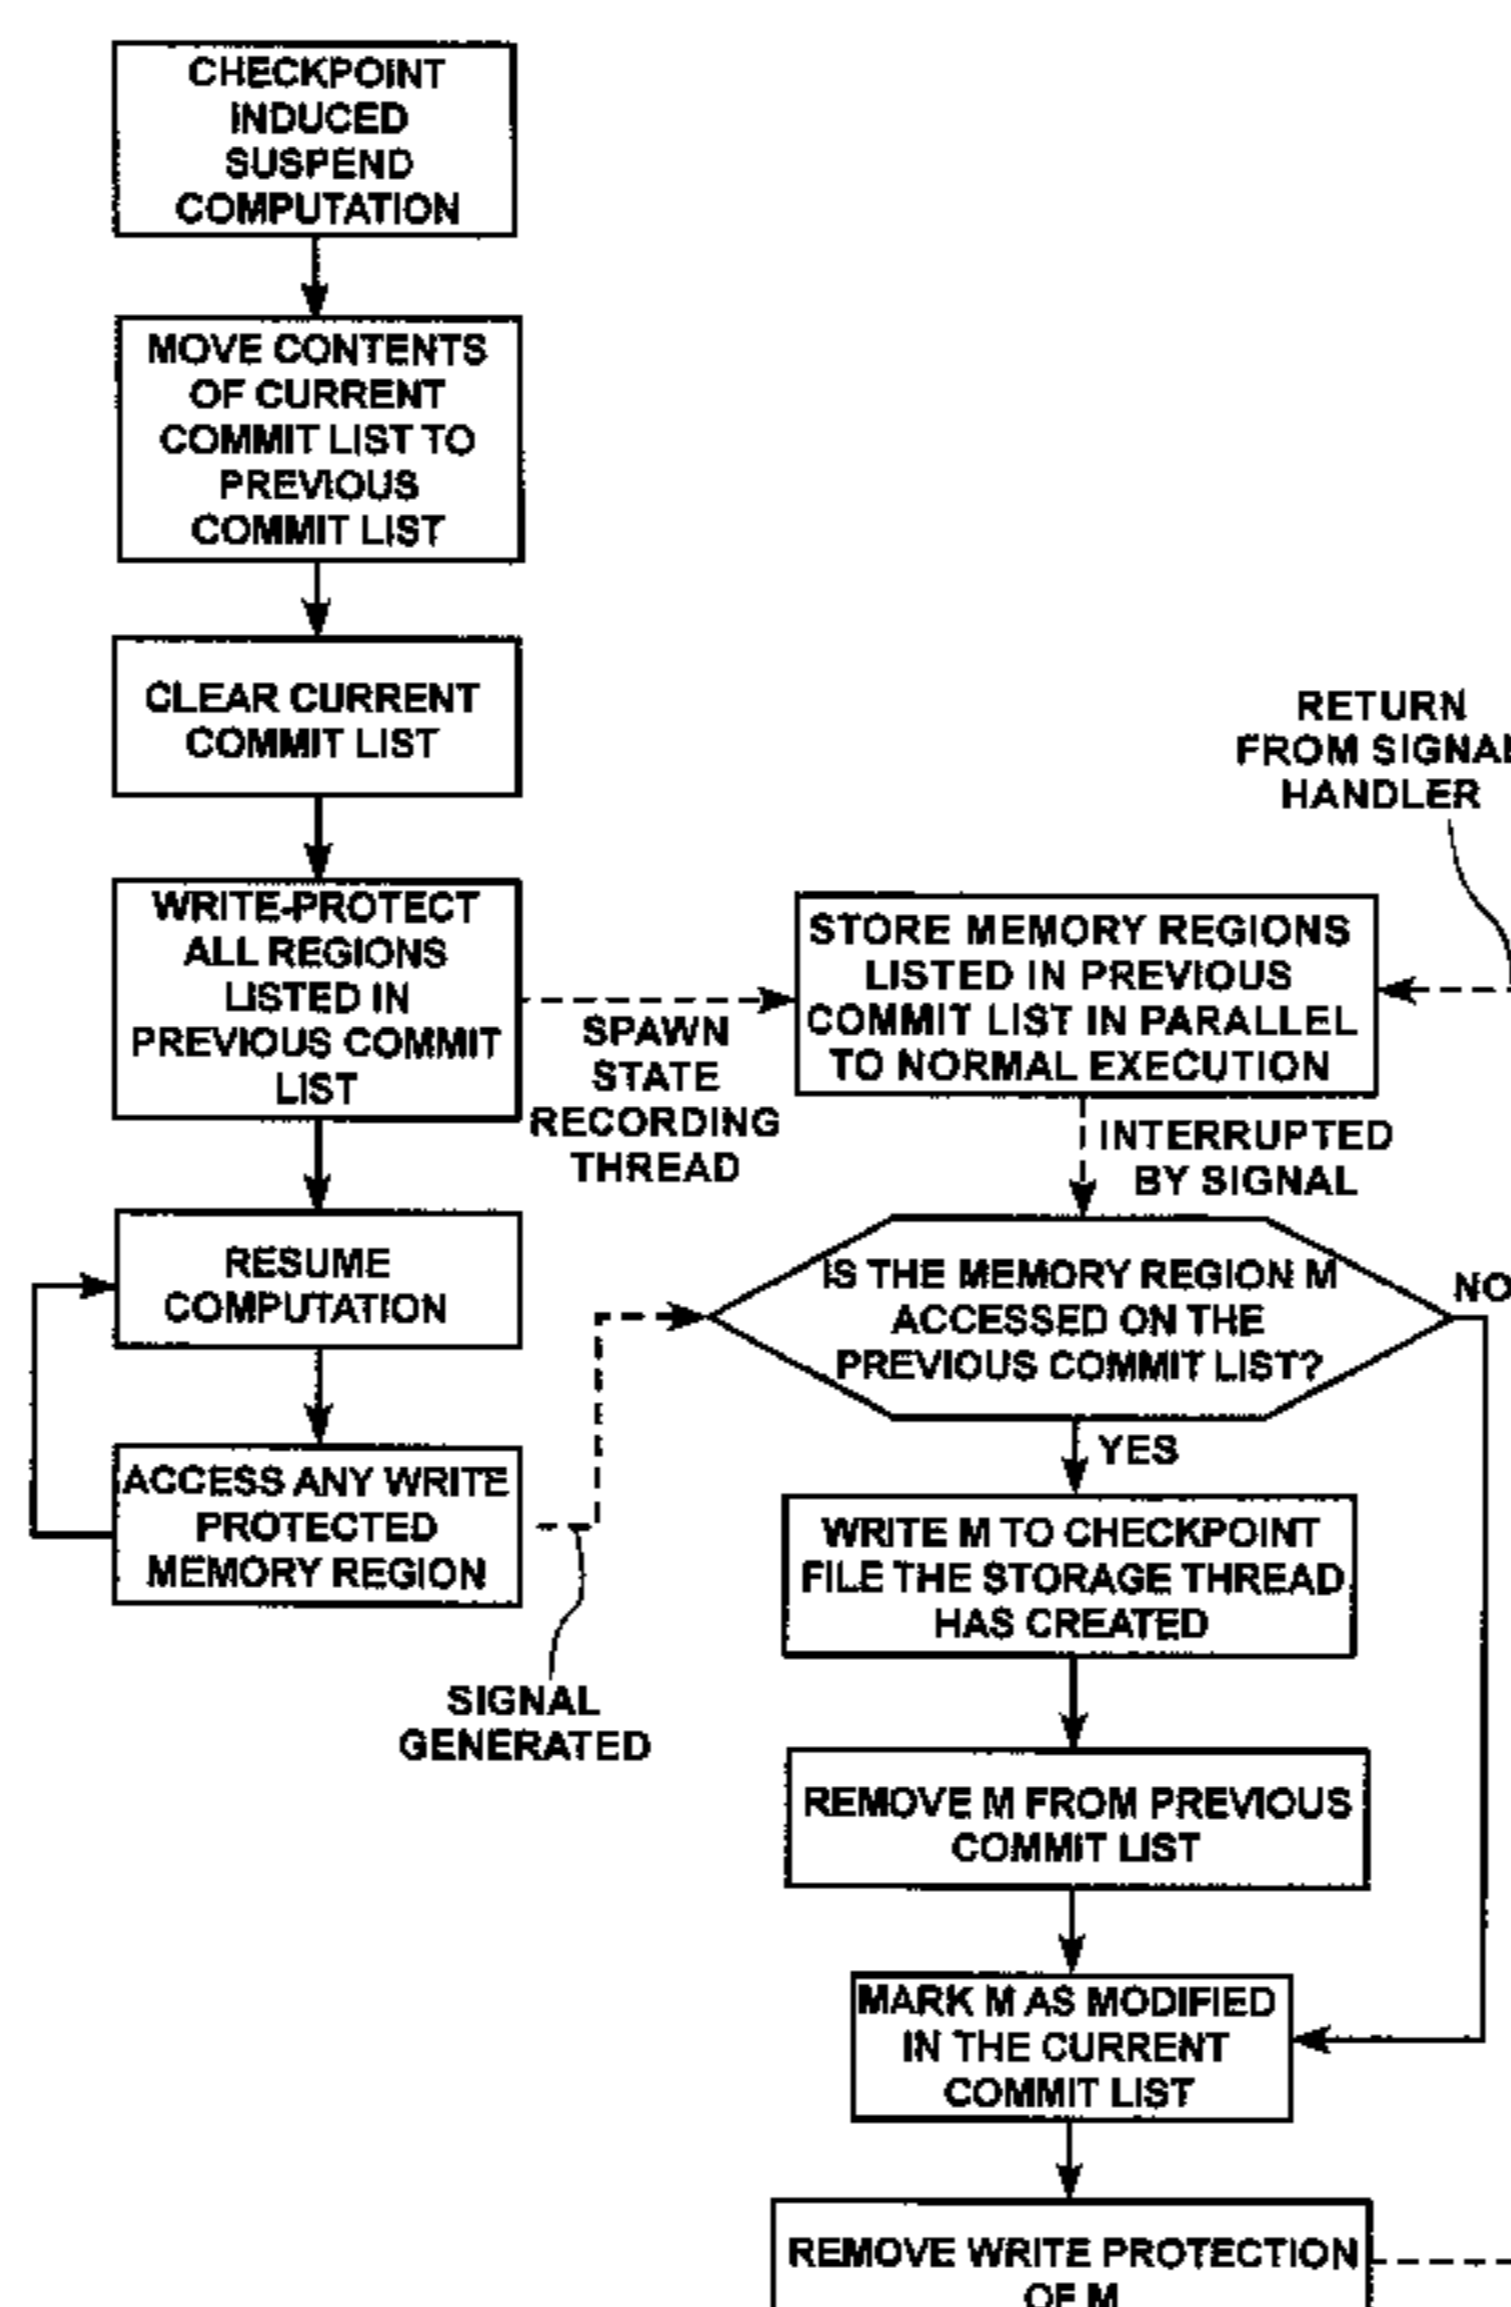 CHECKPOINT
INDUCED
SUSPEND
COMPUTATION
MOVE CONTENTS
OF CURRENT
COMMIT LIST TO
PREVIOUS
COMMIT LIST
CLEAR CURRENT
COMMIT LIST
WRITE-PROTECT
ALL REGIONS
LISTED IN
PREVIOUS COMMIT
LIST
SPAWN
STATE
RECORDING
THREAD
RESUME
COMPUTATION
ACCESS ANY WRITE
PROTECTED
MEMORY REGION
SIGNAL
GENERATED
RETURN
FROM SIGNAL
HANDLER
STORE MEMORY REGIONS
LISTED IN PREVIOUS
COMMIT LIST IN PARALLEL
TO NORMAL EXECUTION
INTERRUPTED
BY SIGNAL
IS THE MEMORY REGION M
ACCESSED ON THE
PREVIOUS COMMIT LIST?
NO
YES
WRITE M TO CHECKPOINT
FILE THE STORAGE THREAD
HAS CREATED
REMOVE M FROM PREVIOUS
COMMIT LIST
MARK M AS MODIFIED
IN THE CURRENT
COMMIT LIST
REMOVE WRITE PROTECTION
OF M